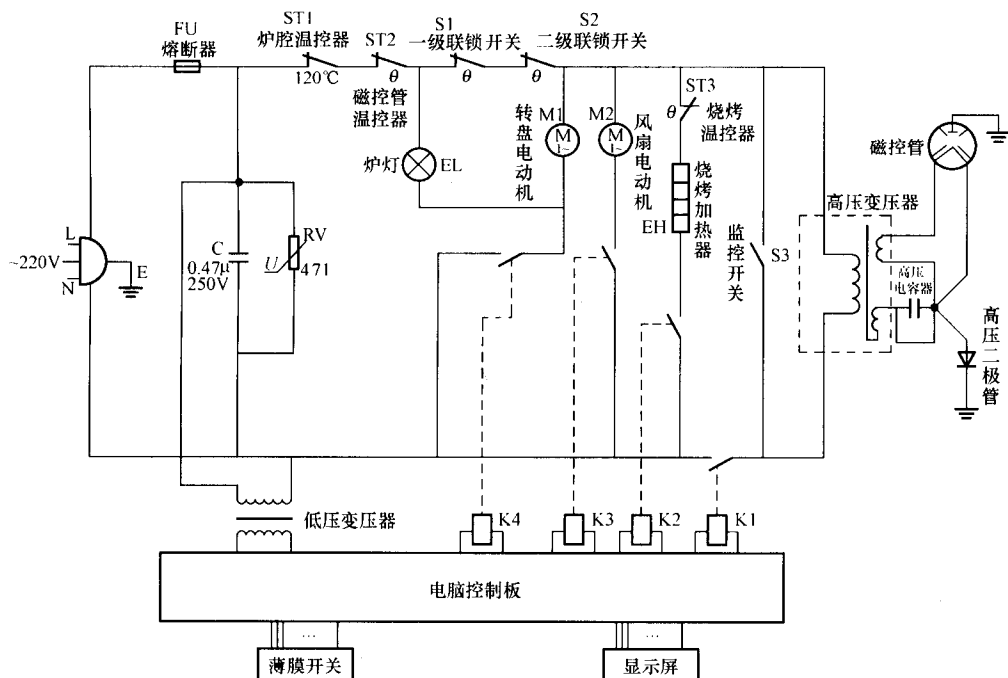 FU
熔断器
ST1
炉腔温控器
120℃
ST2
θ
磁控管
温控器
S1
一级联锁开关
θ
S2
二级联锁开关
θ
炉灯
EL
转盘电动机
M1
M
1~
M2
M
1~
风扇电动机
ST3
θ
烧烤
温控器
烧烤加热器
EH
监控开关
S3
高压变压器
磁控管
高压
电容器
高压二极管
L
~220V
N
E
C
0.47μ
250V
RV
U
471
低压变压器
K4
K3
K2
K1
电脑控制板
···
薄膜开关
···
显示屏